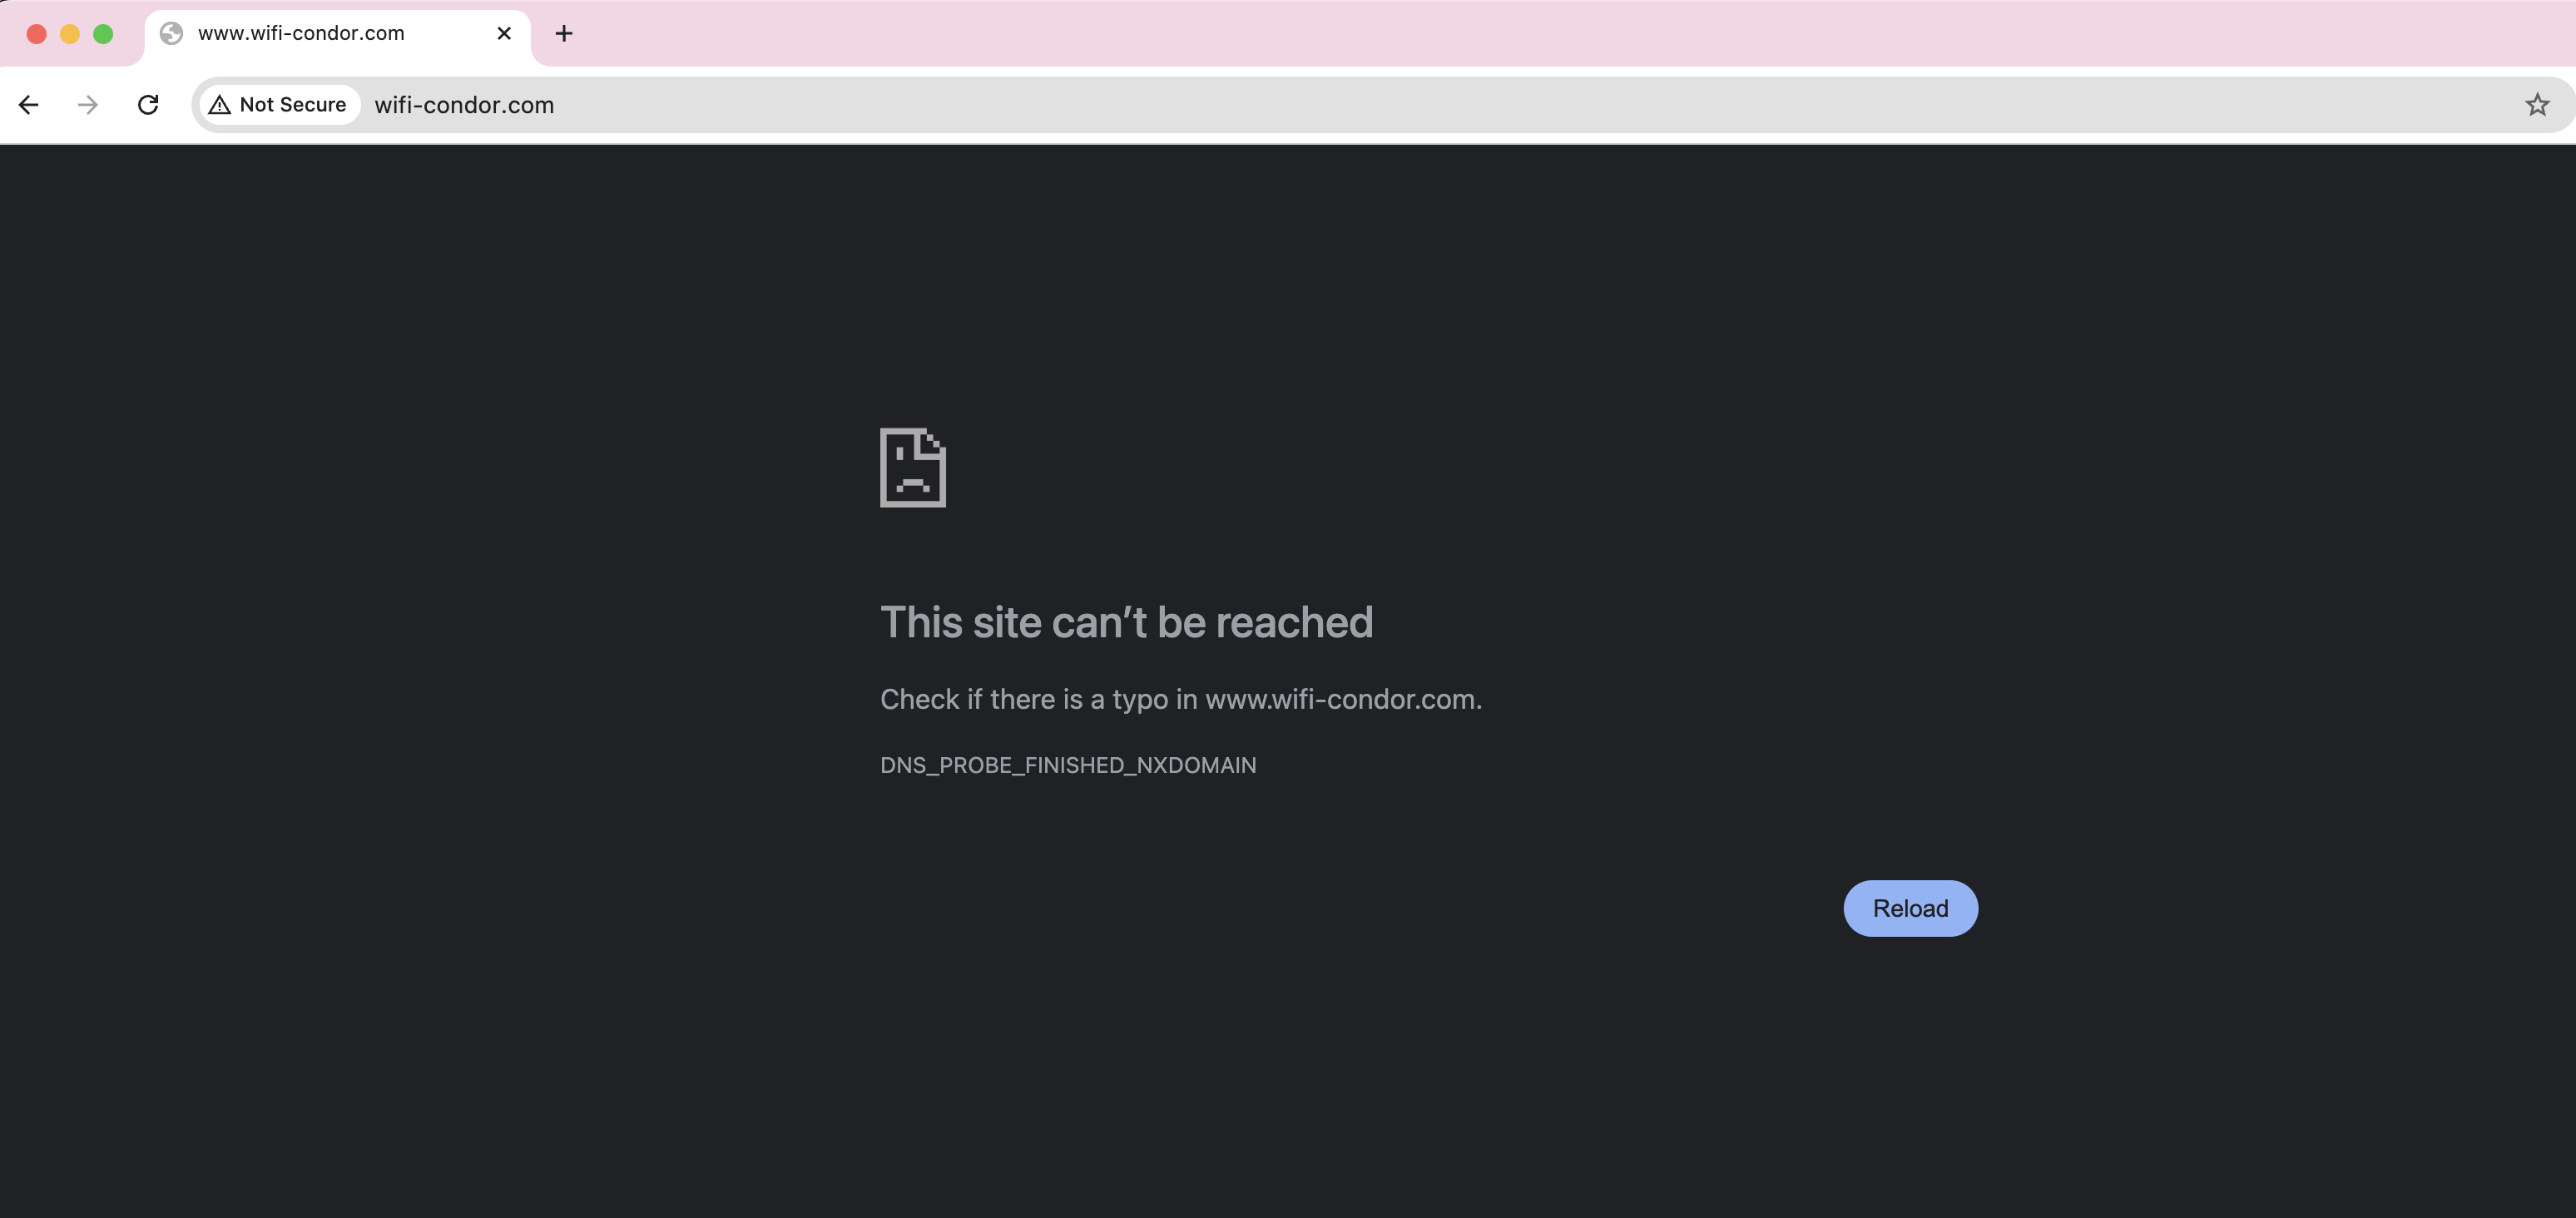 www.wifi-condor.com
Not Secure wifi-condor.com
This site can’t be reached
Check if there is a typo in www.wifi-condor.com.
DNS_PROBE_FINISHED_NXDOMAIN
Reload